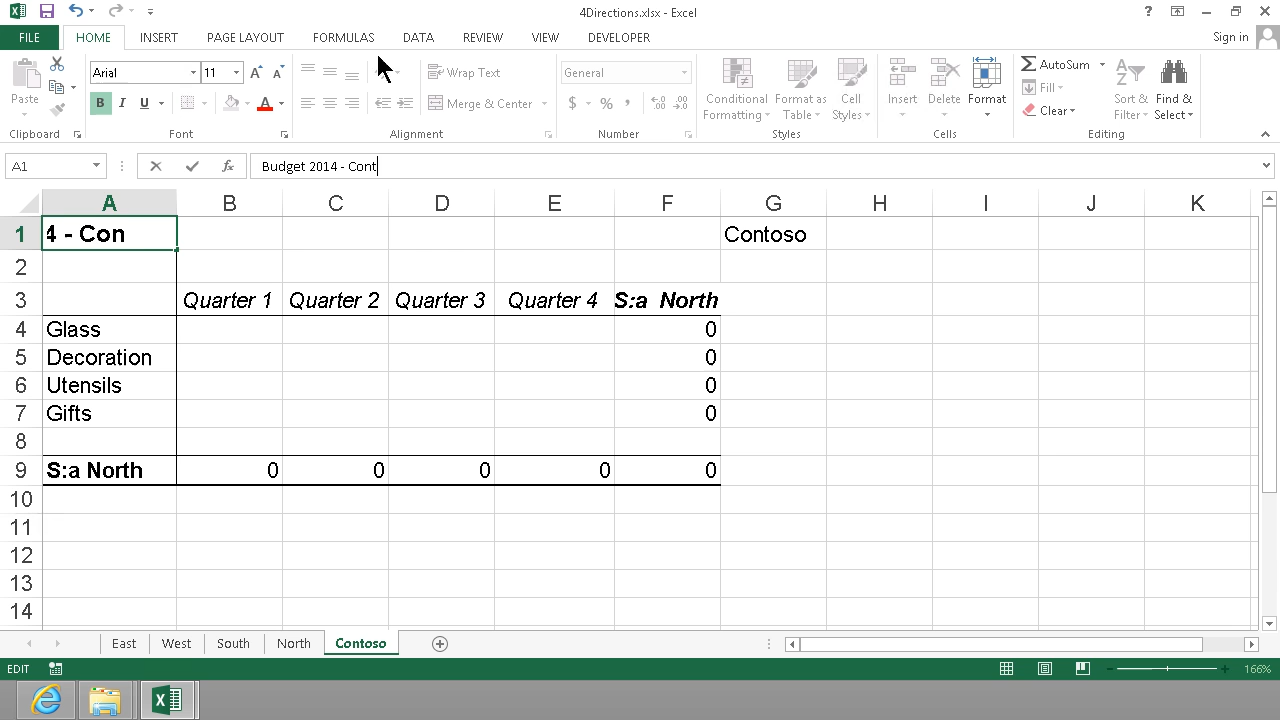 4Directions.xlsx - Excel
FILE HOME INSERT PAGE LAYOUT FORMULAS DATA REVIEW VIEW DEVELOPER Sign in
Paste
Arial 11
B I U A
Wrap Text
Merge & Center
General
$ % ,
Conditional Formatting
Format as Table
Cell Styles
Insert Delete Format
AutoSum
Fill
Clear
Sort & Filter
Find & Select
Clipboard Font Alignment Number Styles Cells Editing
A1 fx Budget 2014 - Cont
A B C D E F G H I J K
1 4 - Con Contoso
2
3 Quarter 1 Quarter 2 Quarter 3 Quarter 4 S:a North
4 Glass 0
5 Decoration 0
6 Utensils 0
7 Gifts 0
8
9 S:a North 0 0 0 0 0
10
11
12
13
14
East West South North Contoso
EDIT 166%